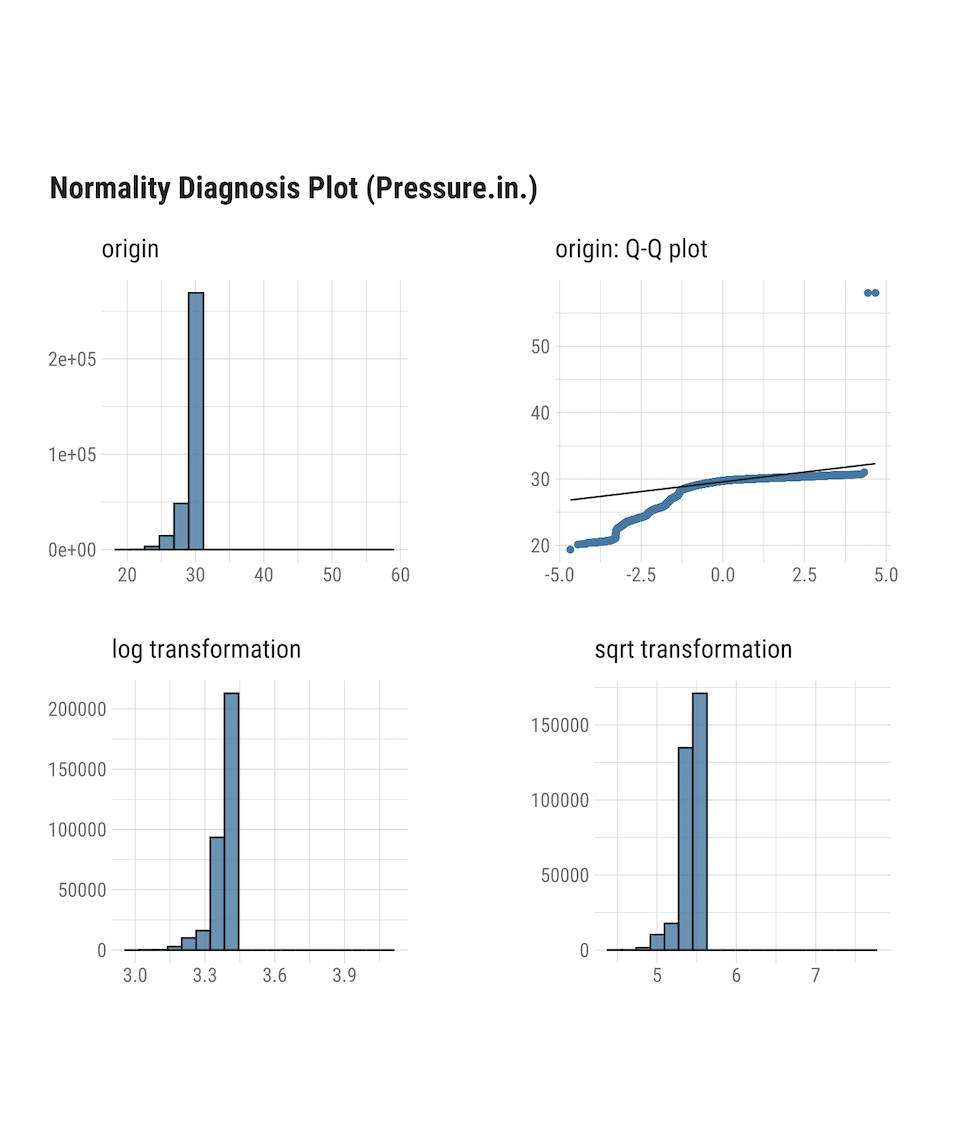 Normality Diagnosis Plot (Pressure.in.)
origin
2e+05
1e+05
0e+00
20 30 40 50 60
origin: Q-Q plot
50
40
30
20
-5.0 -2.5 0.0 2.5 5.0
log transformation
200000
150000
100000
50000
0
3.0 3.3 3.6 3.9
sqrt transformation
150000
100000
50000
0
5 6 7